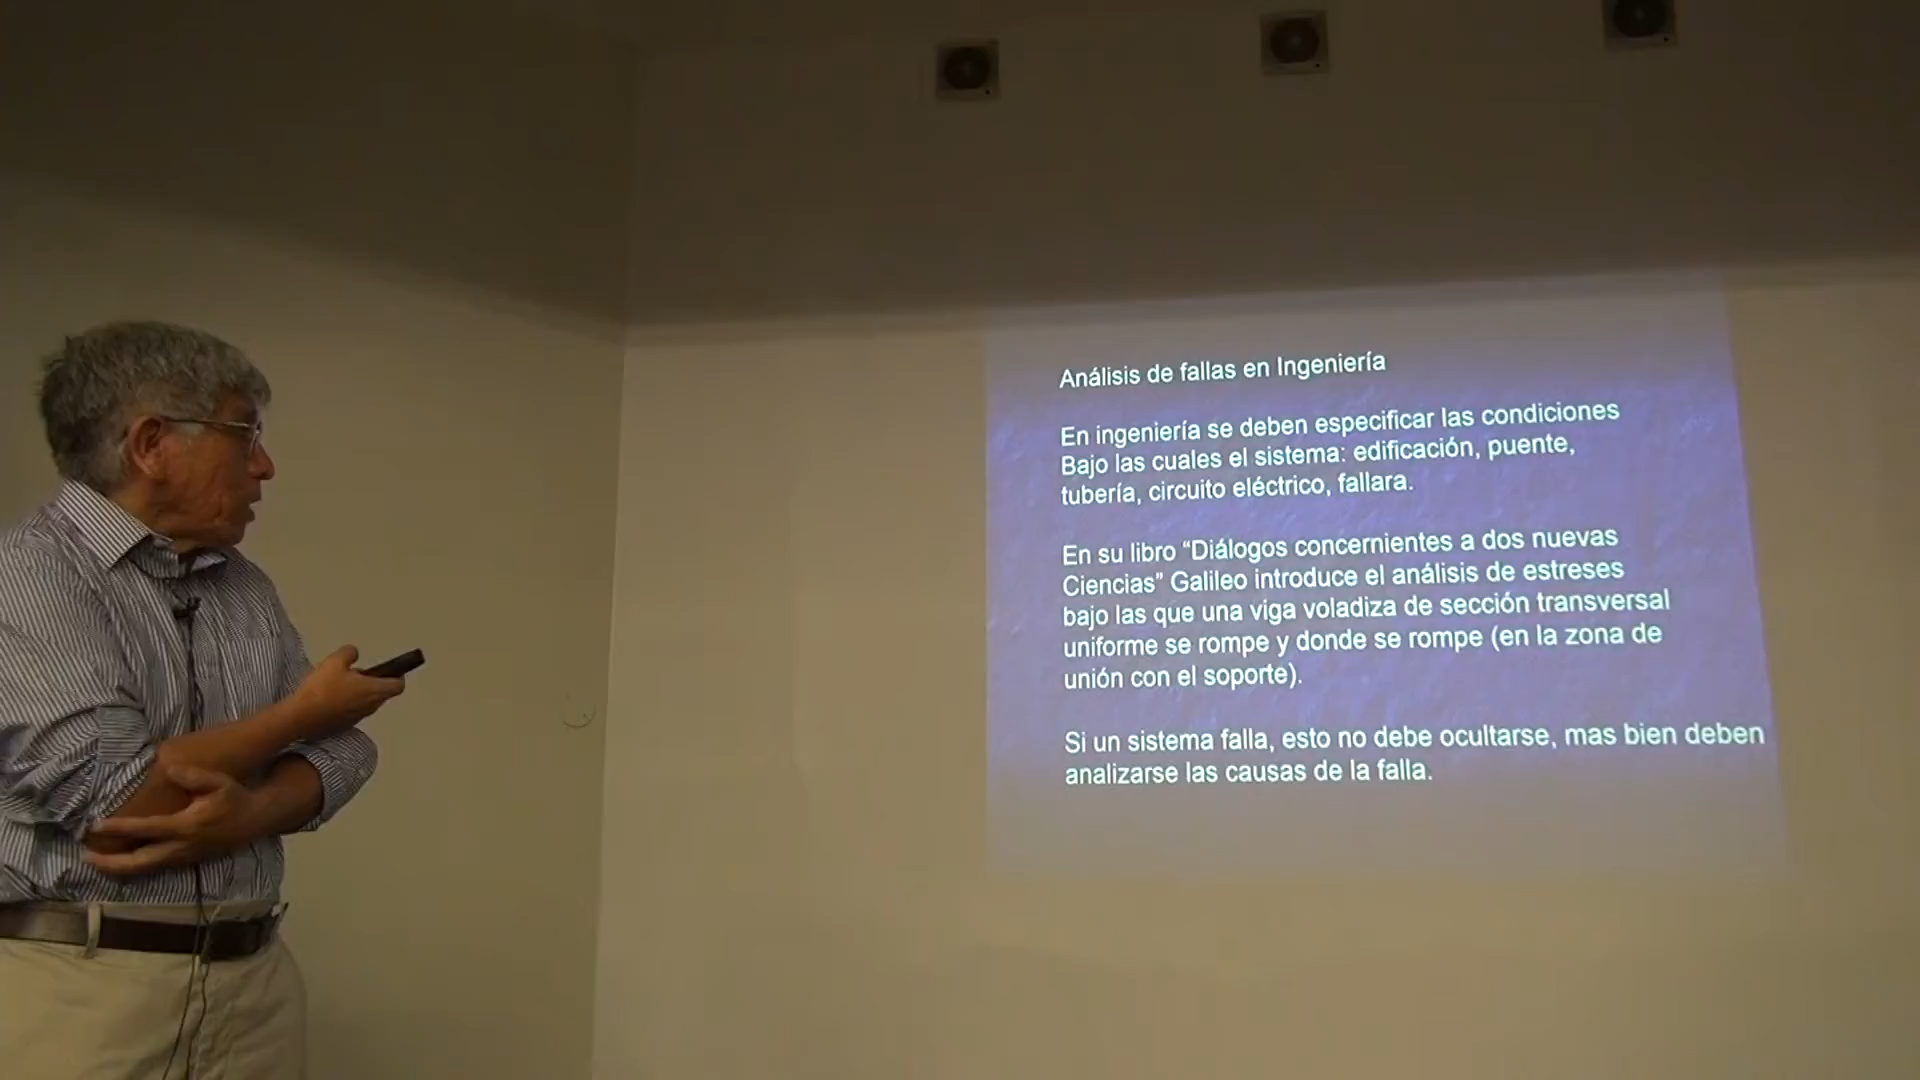 Análisis de fallas en Ingeniería
En ingeniería se deben especificar las condiciones
Bajo las cuales el sistema: edificación, puente,
tubería, circuito eléctrico, fallara.
En su libro “Diálogos concernientes a dos nuevas
Ciencias” Galileo introduce el análisis de estreses
bajo las que una viga voladiza de sección transversal
uniforme se rompe y donde se rompe (en la zona de
unión con el soporte).
Si un sistema falla, esto no debe ocultarse, mas bien deben
analizarse las causas de la falla.